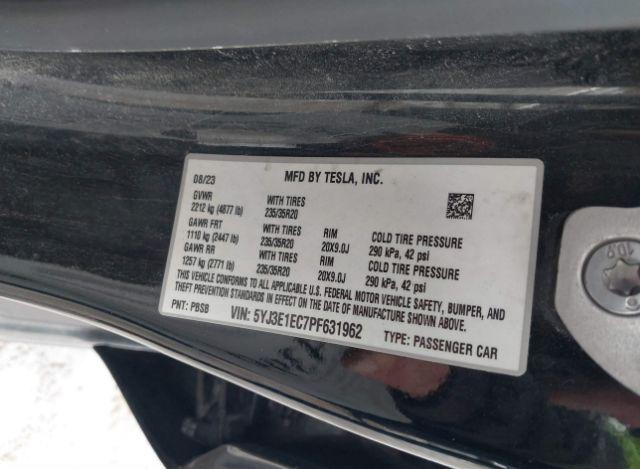 MFD BY TESLA, INC.
08/23
GVWR WITH TIRES
2212 kg (4877 lb) 235/35R20
GAWR FRT WITH TIRES RIM COLD TIRE PRESSURE
1110 kg (2447 lb) 235/35R20 20X9.0J 290 kPa, 42 psi
GAWR RR WITH TIRES RIM COLD TIRE PRESSURE
1257 kg (2771 lb) 235/35R20 20X9.0J 290 kPa, 42 psi
THIS VEHICLE CONFORMS TO ALL APPLICABLE U.S. FEDERAL MOTOR VEHICLE SAFETY, BUMPER, AND
THEFT PREVENTION STANDARDS IN EFFECT ON THE DATE OF MANUFACTURE SHOWN ABOVE.
PNT: PBSB VIN: 5YJ3E1EC7PF631962 TYPE: PASSENGER CAR